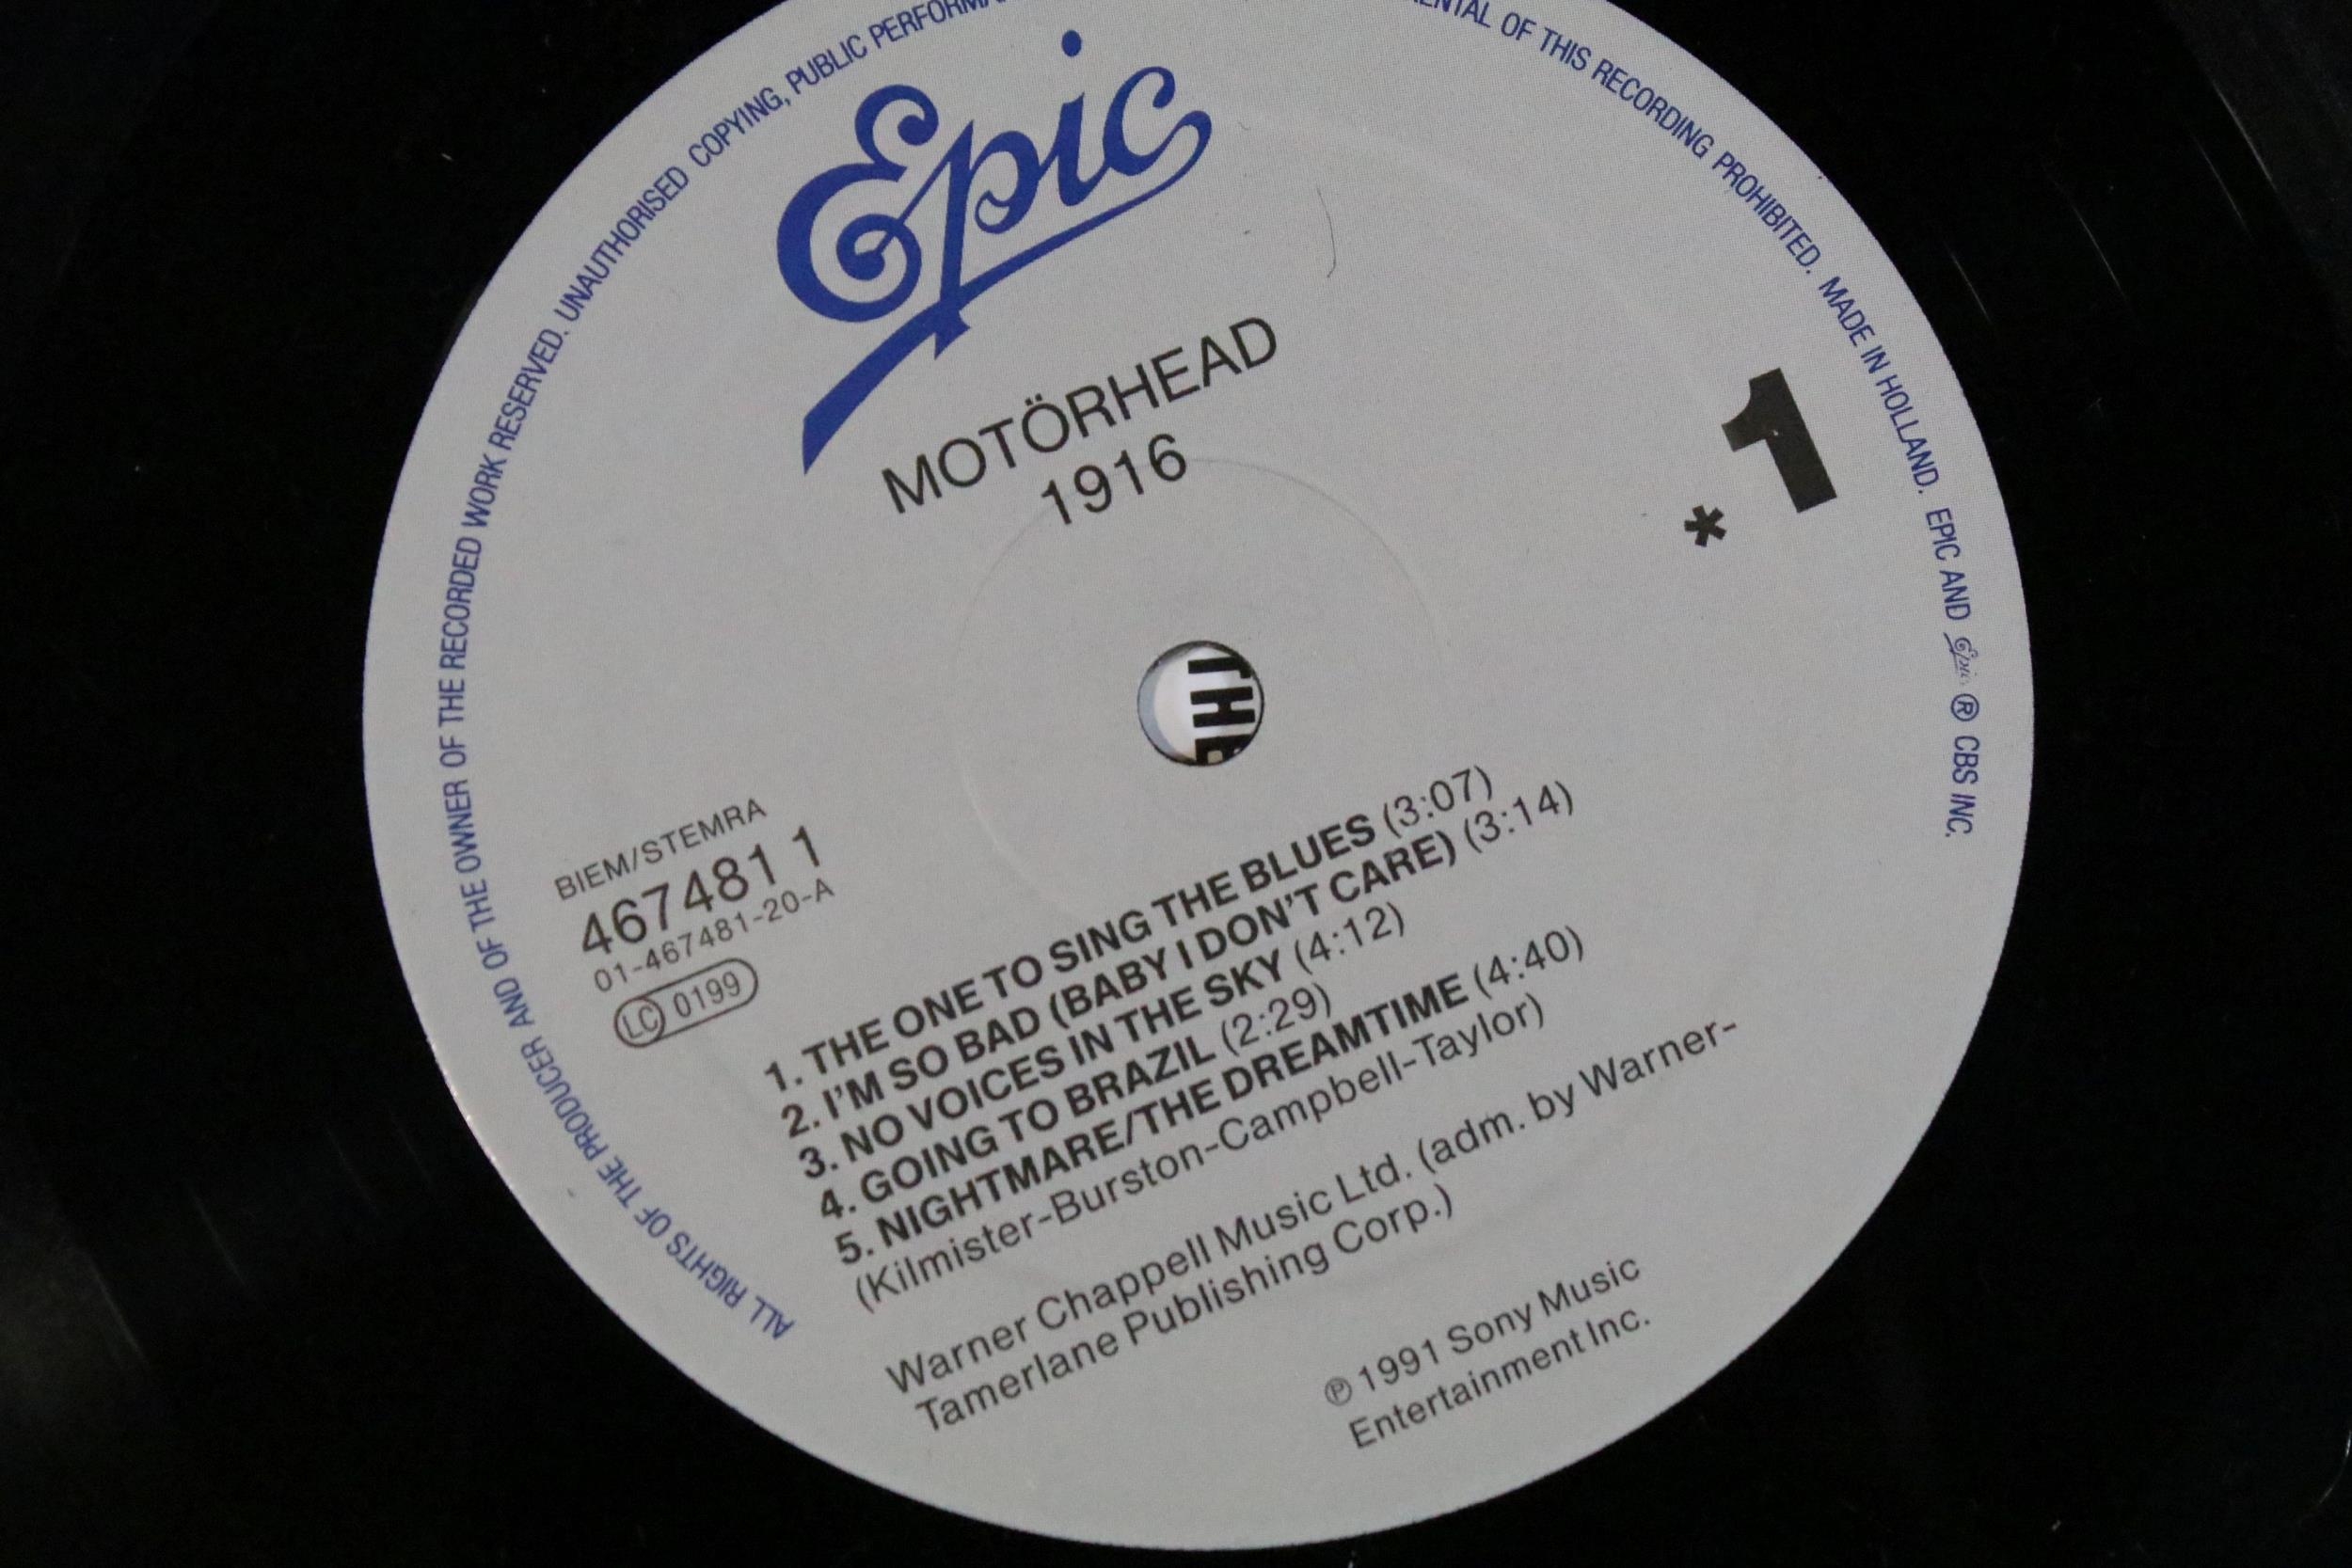 Epic
MOTÖRHEAD
1916
1
*
BIEM/STEMRA
467481 1
01-467481-20-A
LC 0199
1. THE ONE TO SING THE BLUES (3:07)
2. I'M SO BAD (BABY I DON'T CARE) (3:14)
3. NO VOICES IN THE SKY (4:12)
4. GOING TO BRAZIL (2:29)
5. NIGHTMARE/THE DREAMTIME (4:40)
(Kilmister-Burston-Campbell-Taylor)
Warner Chappell Music Ltd. (adm. by Warner-
Tamerlane Publishing Corp.)
℗ 1991 Sony Music
Entertainment Inc.
ALL RIGHTS OF THE PRODUCER AND OF THE OWNER OF THE RECORDED WORK RESERVED. UNAUTHORISED COPYING, PUBLIC
OF THIS RECORDING PROHIBITED. MADE IN HOLLAND. EPIC AND Epic ® CBS INC.